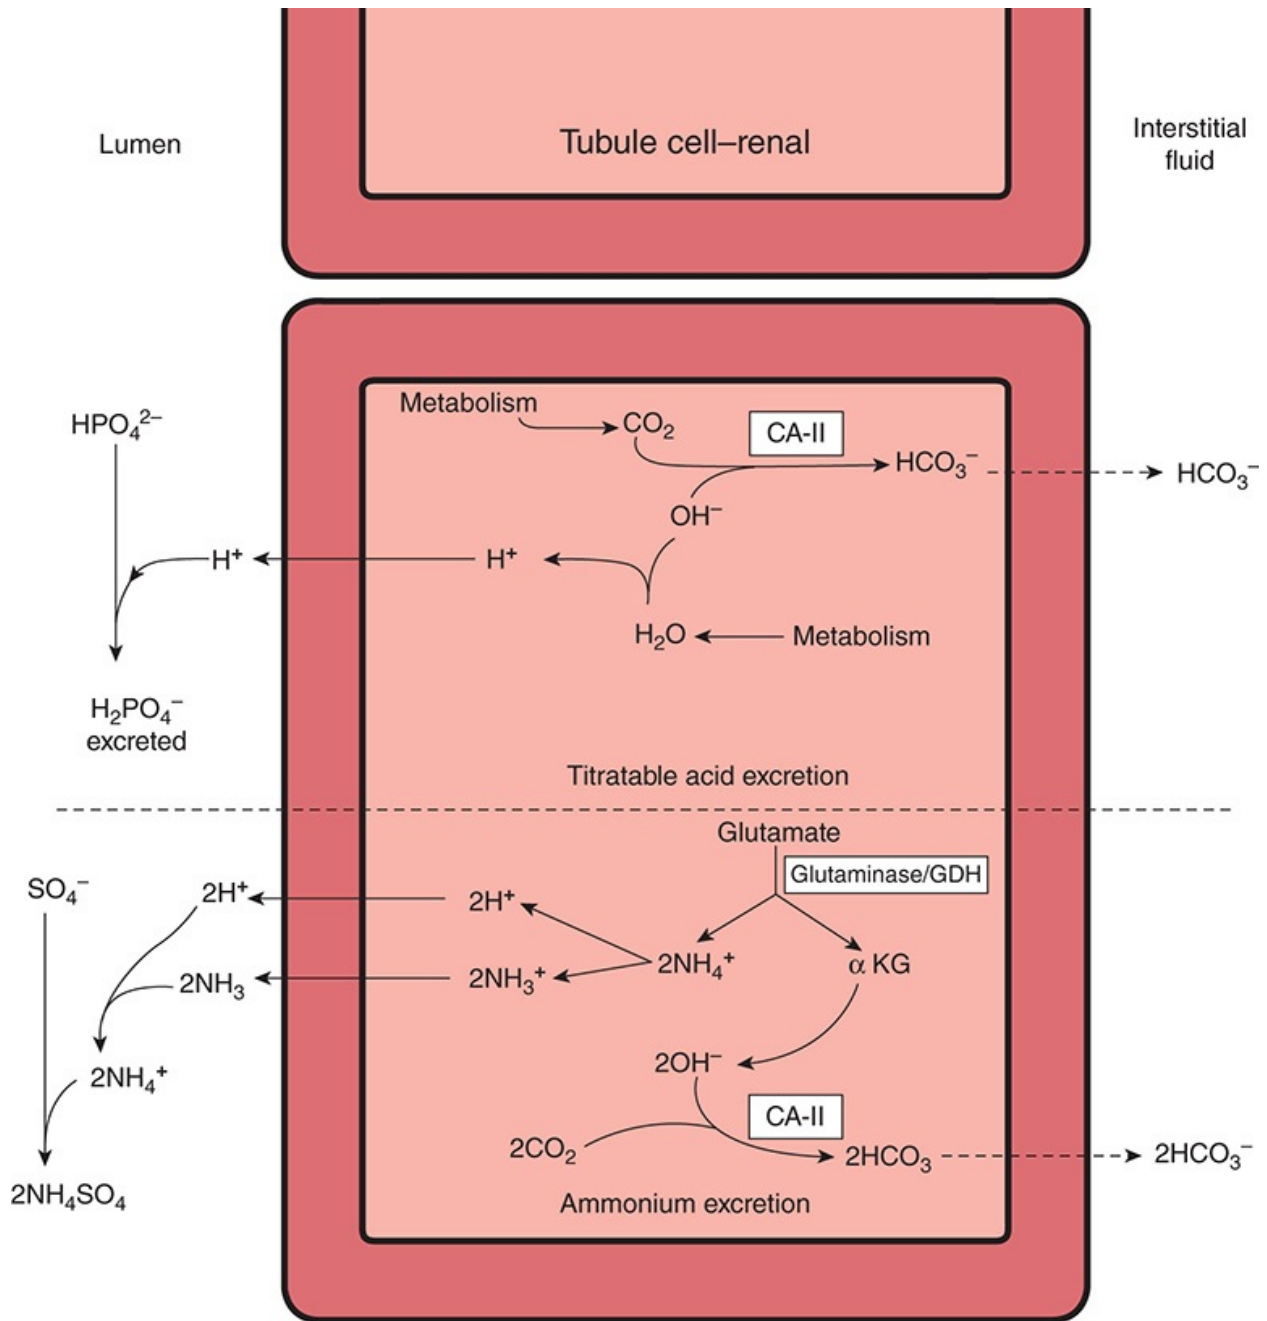 Lumen
Tubule cell–renal
Interstitial
fluid
Metabolism
CO₂
CA-II
HCO₃⁻
HCO₃⁻
HPO₄²⁻
OH⁻
H⁺
H⁺
H₂O
Metabolism
H₂PO₄⁻
excreted
Titratable acid excretion
Glutamate
Glutaminase/GDH
SO₄⁻
2H⁺
2H⁺
2NH₄⁺
α KG
2NH₃
2NH₃⁺
2OH⁻
2NH₄⁺
CA-II
2CO₂
2HCO₃
2HCO₃⁻
2NH₄SO₄
Ammonium excretion